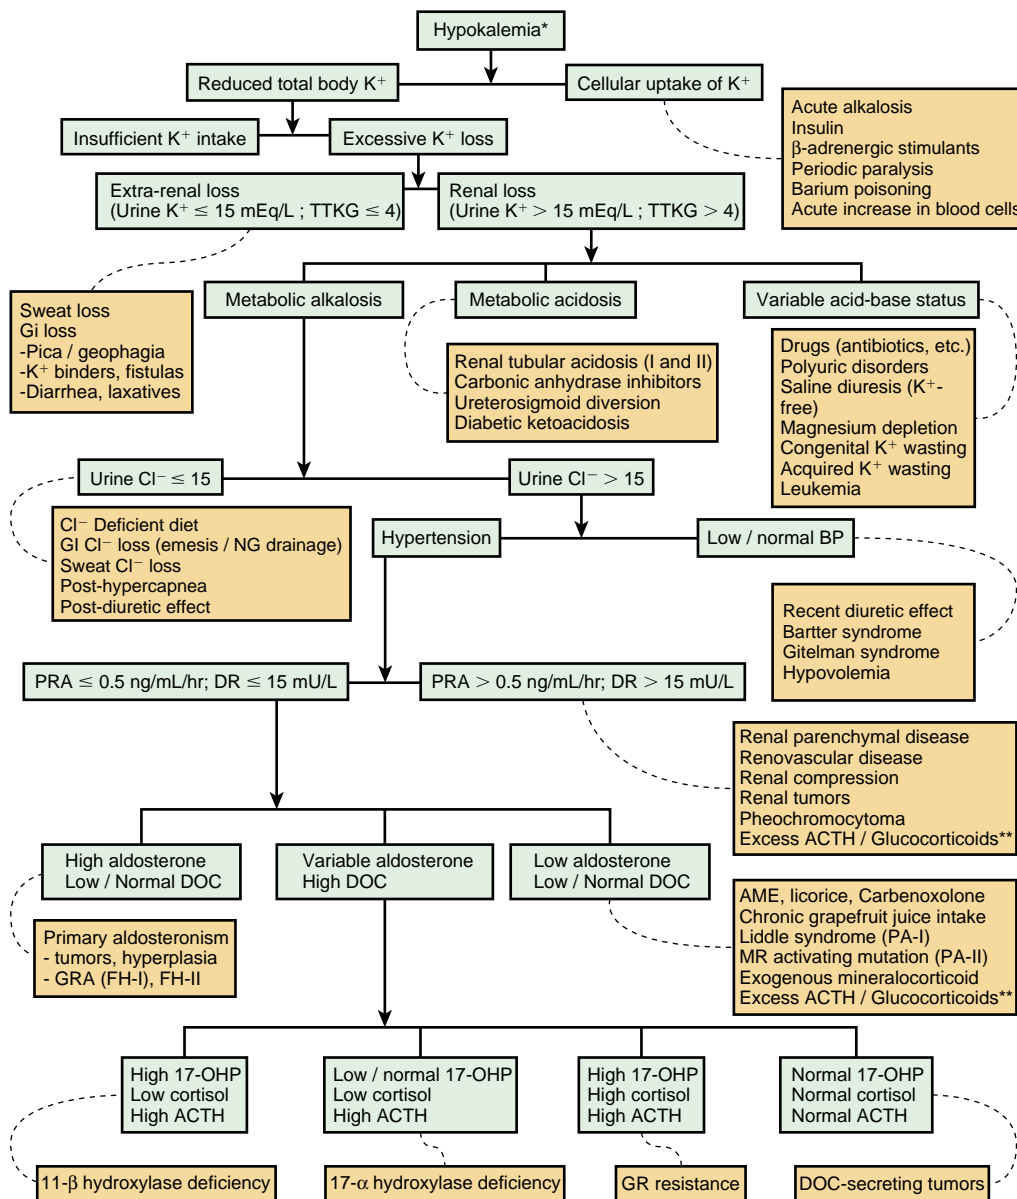 Hypokalemia*
Reduced total body K⁺
Cellular uptake of K⁺
Acute alkalosis
Insulin
β-adrenergic stimulants
Periodic paralysis
Barium poisoning
Acute increase in blood cells
Insufficient K⁺ intake
Excessive K⁺ loss
Extra-renal loss
(Urine K⁺ ≤ 15 mEq/L ; TTKG ≤ 4)
Renal loss
(Urine K⁺ > 15 mEq/L ; TTKG > 4)
Sweat loss
Gi loss
-Pica / geophagia
-K⁺ binders, fistulas
-Diarrhea, laxatives
Metabolic alkalosis
Metabolic acidosis
Variable acid-base status
Renal tubular acidosis (I and II)
Carbonic anhydrase inhibitors
Ureterosigmoid diversion
Diabetic ketoacidosis
Drugs (antibiotics, etc.)
Polyuric disorders
Saline diuresis (K⁺-
free)
Magnesium depletion
Congenital K⁺ wasting
Acquired K⁺ wasting
Leukemia
Urine Cl⁻ ≤ 15
Urine Cl⁻ > 15
Cl⁻ Deficient diet
GI Cl⁻ loss (emesis / NG drainage)
Sweat Cl⁻ loss
Post-hypercapnea
Post-diuretic effect
Hypertension
Low / normal BP
Recent diuretic effect
Bartter syndrome
Gitelman syndrome
Hypovolemia
PRA ≤ 0.5 ng/mL/hr; DR ≤ 15 mU/L
PRA > 0.5 ng/mL/hr; DR > 15 mU/L
Renal parenchymal disease
Renovascular disease
Renal compression
Renal tumors
Pheochromocytoma
Excess ACTH / Glucocorticoids**
High aldosterone
Low / Normal DOC
Variable aldosterone
High DOC
Low aldosterone
Low / Normal DOC
Primary aldosteronism
- tumors, hyperplasia
- GRA (FH-I), FH-II
AME, licorice, Carbenoxolone
Chronic grapefruit juice intake
Liddle syndrome (PA-I)
MR activating mutation (PA-II)
Exogenous mineralocorticoid
Excess ACTH / Glucocorticoids**
High 17-OHP
Low cortisol
High ACTH
Low / normal 17-OHP
Low cortisol
High ACTH
High 17-OHP
High cortisol
High ACTH
Normal 17-OHP
Normal cortisol
Normal ACTH
11-β hydroxylase deficiency
17-α hydroxylase deficiency
GR resistance
DOC-secreting tumors